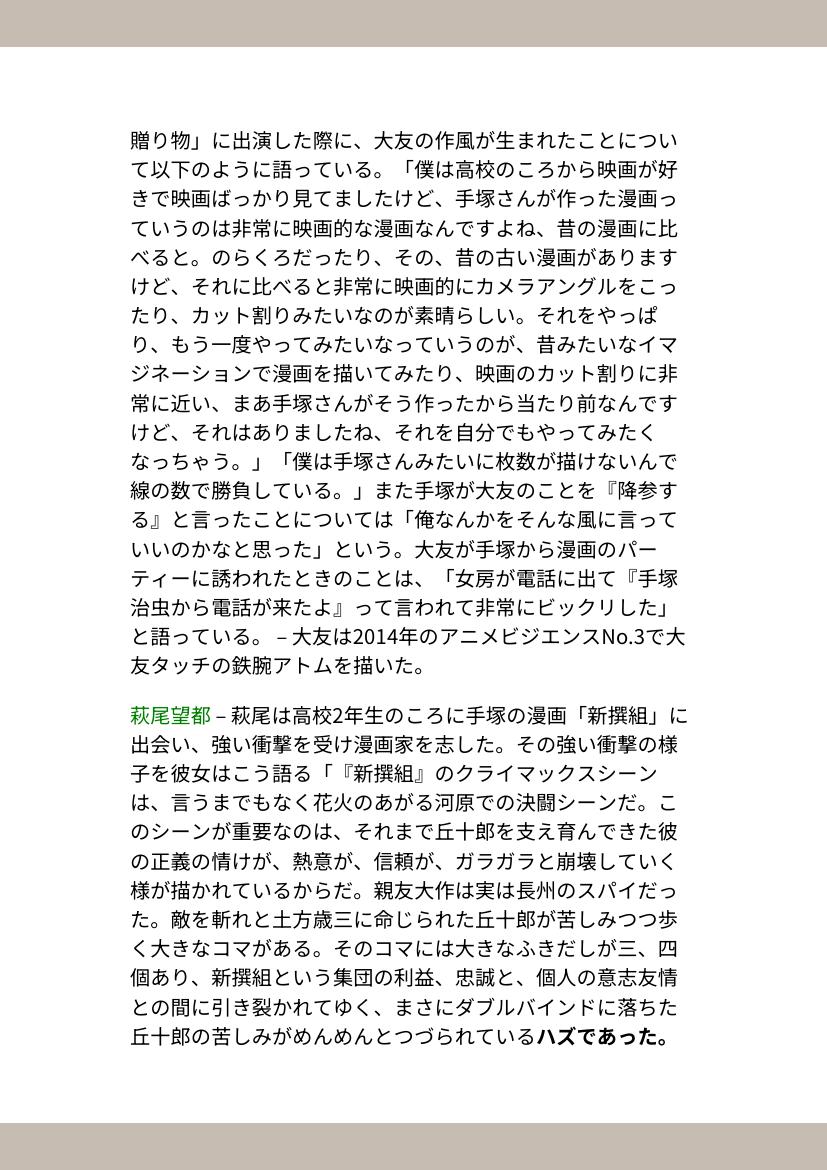 贈り物」に出演した際に、大友の作風が生まれたことについ
て以下のように語っている。「僕は高校のころから映画が好
きで映画ばっかり見てましたけど、手塚さんが作った漫画っ
ていうのは非常に映画的な漫画なんですよね、昔の漫画に比
べると。のらくろだったり、その、昔の古い漫画があります
けど、それに比べると非常に映画的にカメラアングルをこっ
たり、カット割りみたいなのが素晴らしい。それをやっぱ
り、もう一度やってみたいなっていうのが、昔みたいなイマ
ジネーションで漫画を描いてみたり、映画のカット割りに非
常に近い、まあ手塚さんがそう作ったから当たり前なんです
けど、それはありましたね、それを自分でもやってみたく
なっちゃう。」「僕は手塚さんみたいに枚数が描けないんで
線の数で勝負している。」また手塚が大友のことを『降参す
る』と言ったことについては「俺なんかをそんな風に言って
いいのかなと思った」という。大友が手塚から漫画のパー
ティーに誘われたときのことは、「女房が電話に出て『手塚
治虫から電話が来たよ』って言われて非常にビックリした」
と語っている。 – 大友は2014年のアニメビジエンスNo.3で大
友タッチの鉄腕アトムを描いた。
萩尾望都 – 萩尾は高校2年生のころに手塚の漫画「新撰組」に
出会い、強い衝撃を受け漫画家を志した。その強い衝撃の様
子を彼女はこう語る「『新撰組』のクライマックスシーン
は、言うまでもなく花火のあがる河原での決闘シーンだ。こ
のシーンが重要なのは、それまで丘十郎を支え育んできた彼
の正義の情けが、熱意が、信頼が、ガラガラと崩壊していく
様が描かれているからだ。親友大作は実は長州のスパイだっ
た。敵を斬れと土方歳三に命じられた丘十郎が苦しみつつ歩
く大きなコマがある。そのコマには大きなふきだしが三、四
個あり、新撰組という集団の利益、忠誠と、個人の意志友情
との間に引き裂かれてゆく、まさにダブルバインドに落ちた
丘十郎の苦しみがめんめんとつづられているハズであった。